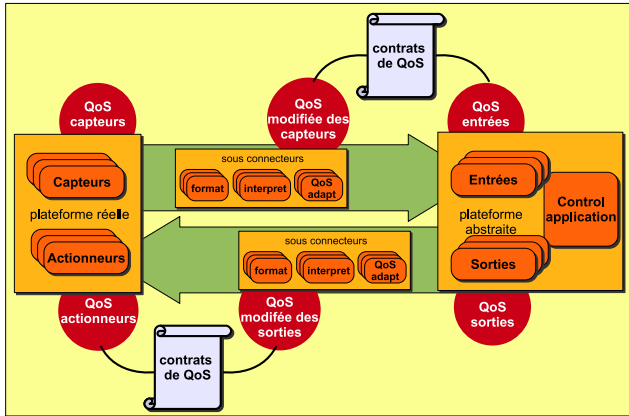 contrats
de QoS
QoS
capteurs
QoS
modifiée des
capteurs
QoS
entrées
sous connecteurs
format
interpret
QoS
adapt
Capteurs
plateforme réelle
Actionneurs
Entrées
plateforme
abstraite
Sorties
Control
application
sous connecteurs
format
interpret
QoS
adapt
QoS
actionneurs
QoS
modifée des
sorties
QoS
sorties
contrats
de QoS